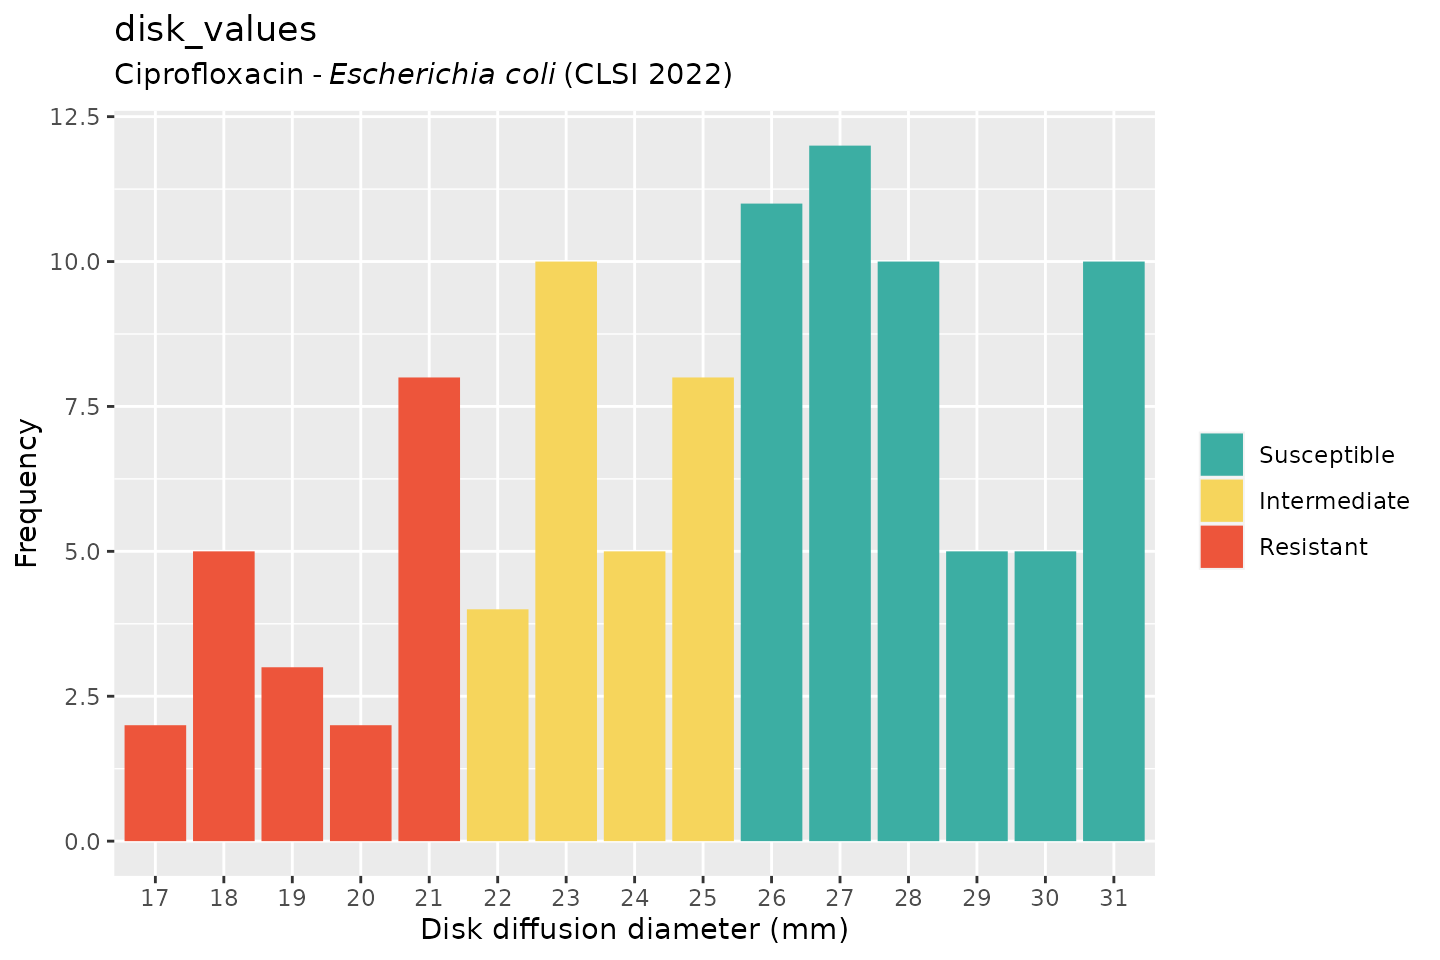 disk_values
Ciprofloxacin - Escherichia coli (CLSI 2022)
12.5
10.0
7.5
5.0
2.5
0.0
Frequency
17 18 19 20 21 22 23 24 25 26 27 28 29 30 31
Disk diffusion diameter (mm)
Susceptible
Intermediate
Resistant